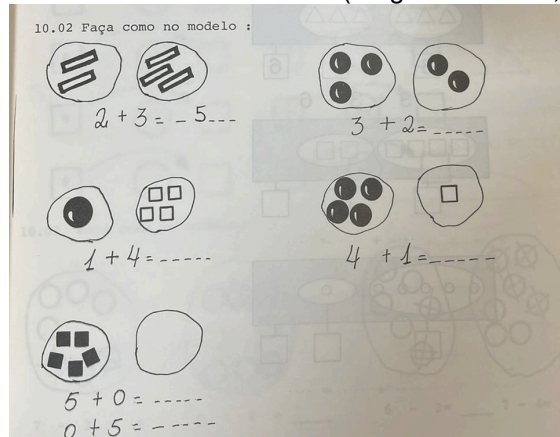 10.02 Faça como no modelo :
2 + 3 = - 5 - - -
3 + 2 = - - - - -
1 + 4 = - - - - -
4 + 1 = - - - - -
5 + 0 = - - - - -
0 + 5 = - - - - -